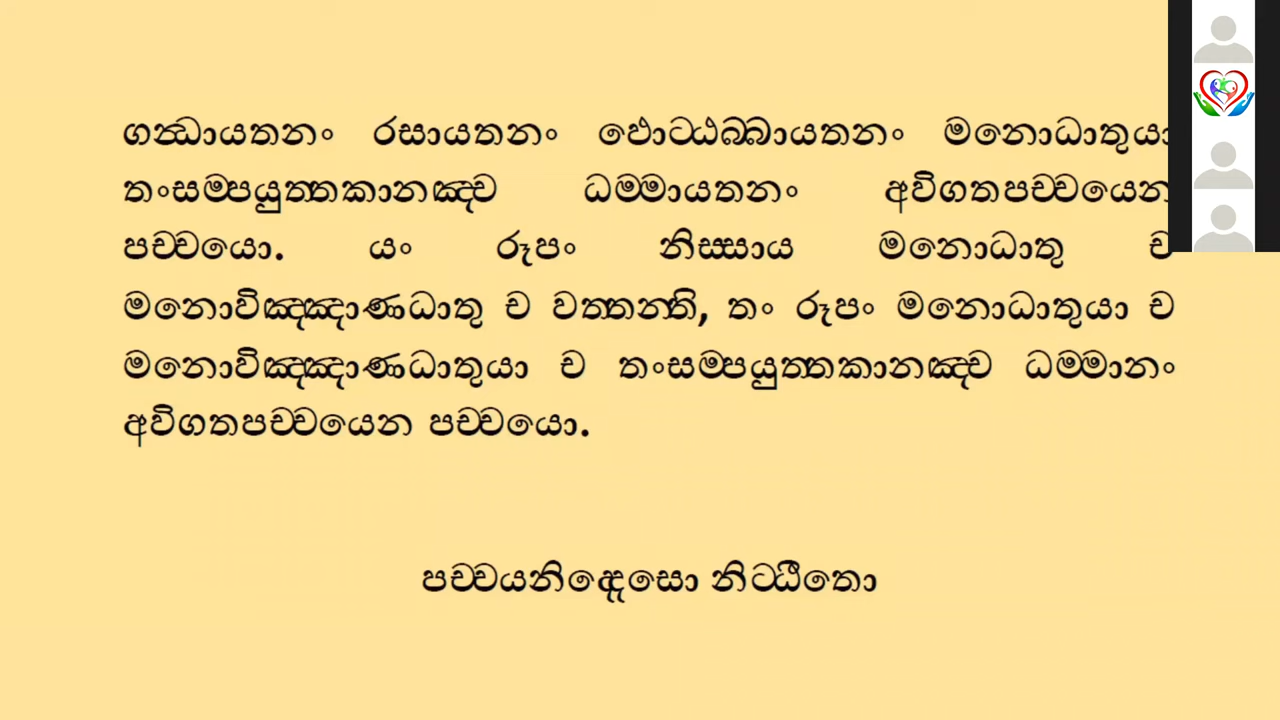 ගන්‍ධායතනං රසායතනං ඵොට‍්ඨබ‍්බායතනං මනොධාතුයා
තංසම‍්පයුත‍්තකානඤ‍්ච ධම‍්මායතනං අවිගතපච‍්චයෙන
පච‍්චයො. යං රූපං නිස‍්සාය මනොධාතු ච
මනොවිඤ‍්ඤාණධාතු ච වත‍්තන‍්ති, තං රූපං මනොධාතුයා ච
මනොවිඤ‍්ඤාණධාතුයා ච තංසම‍්පයුත‍්තකානඤ‍්ච ධම‍්මානං
අවිගතපච‍්චයෙන පච‍්චයො.
පච‍්චයනිද‍්දෙසො නිට‍්ඨීතො